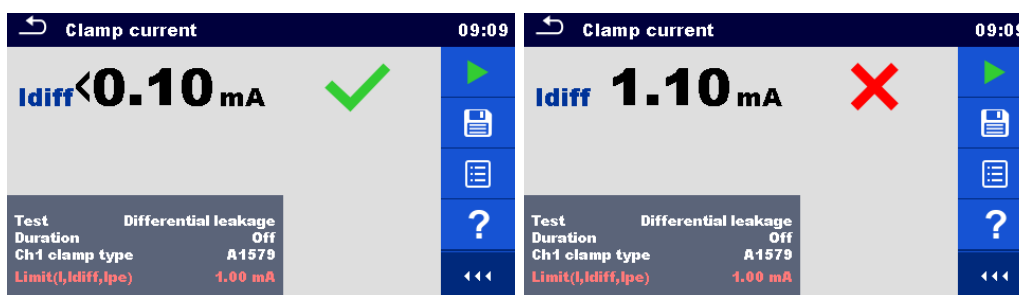 Clamp current 09:09
Idiff <0.10 mA
?
Test Differential leakage
Duration Off
Ch1 clamp type A1579
Limit(I,Idiff,Ipe) 1.00 mA
Clamp current 09:09
Idiff 1.10 mA
?
Test Differential leakage
Duration Off
Ch1 clamp type A1579
Limit(I,Idiff,Ipe) 1.00 mA